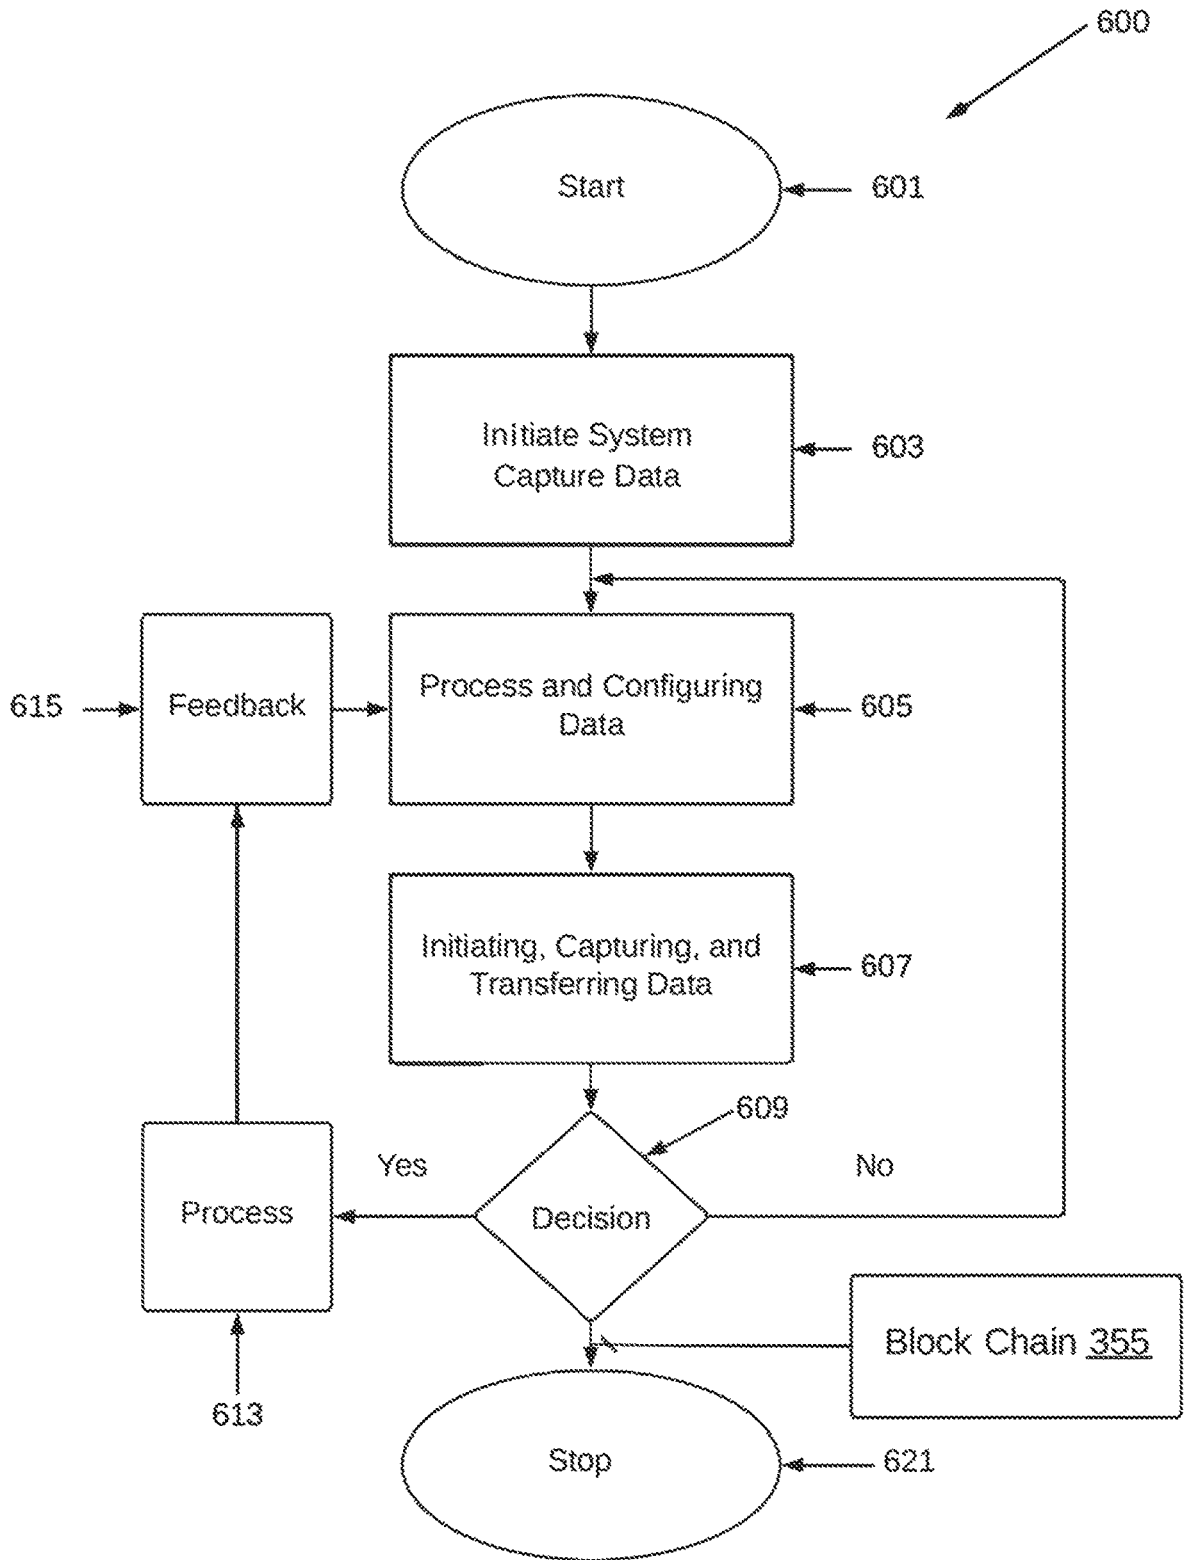 600
Start
601
Initiate System
Capture Data
603
615
Feedback
Process and Configuring
Data
605
Initiating, Capturing, and
Transferring Data
607
609
Yes
No
Process
Decision
Block Chain 355
613
Stop
621